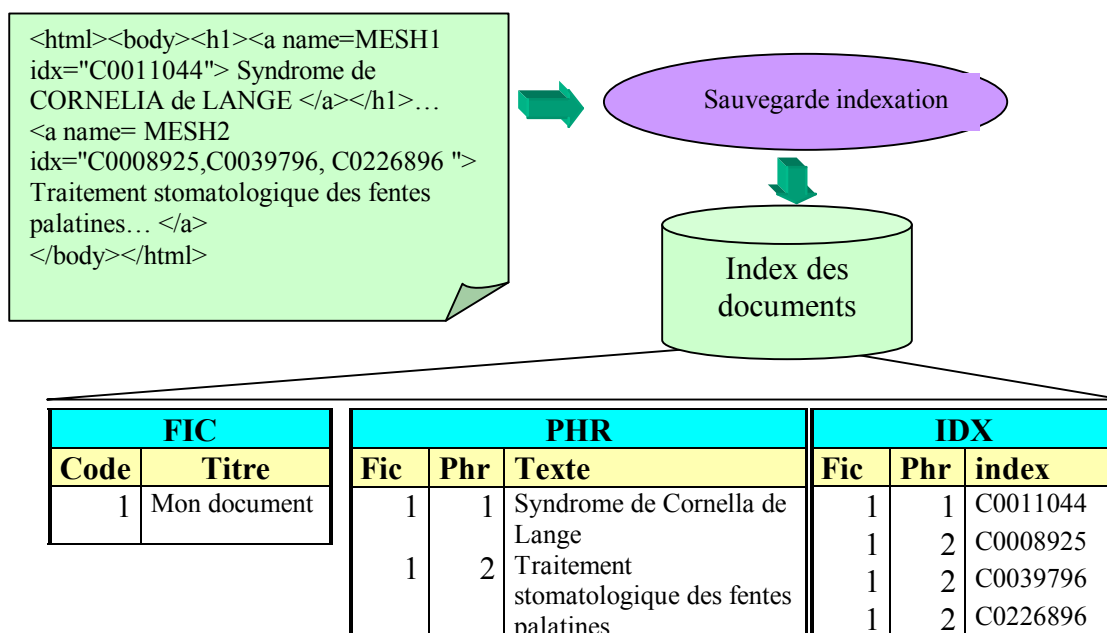 <html><body><h1><a name=MESH1
idx="C0011044"> Syndrome de
CORNELIA de LANGE </a></h1>…
<a name= MESH2
idx="C0008925,C0039796, C0226896 ">
Traitement stomatologique des fentes
palatines… </a>
</body></html>
Sauvegarde indexation
Index des
documents
FIC
Code Titre
1 Mon document
PHR
Fic Phr Texte
1 1 Syndrome de Cornella de
Lange
1 2 Traitement
stomatologique des fentes
palatines
IDX
Fic Phr index
1 1 C0011044
1 2 C0008925
1 2 C0039796
1 2 C0226896